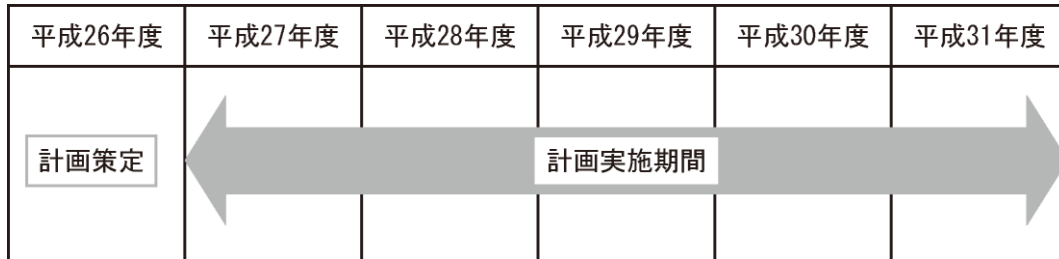 平成26年度
平成27年度
平成28年度
平成29年度
平成30年度
平成31年度
計画策定
計画実施期間